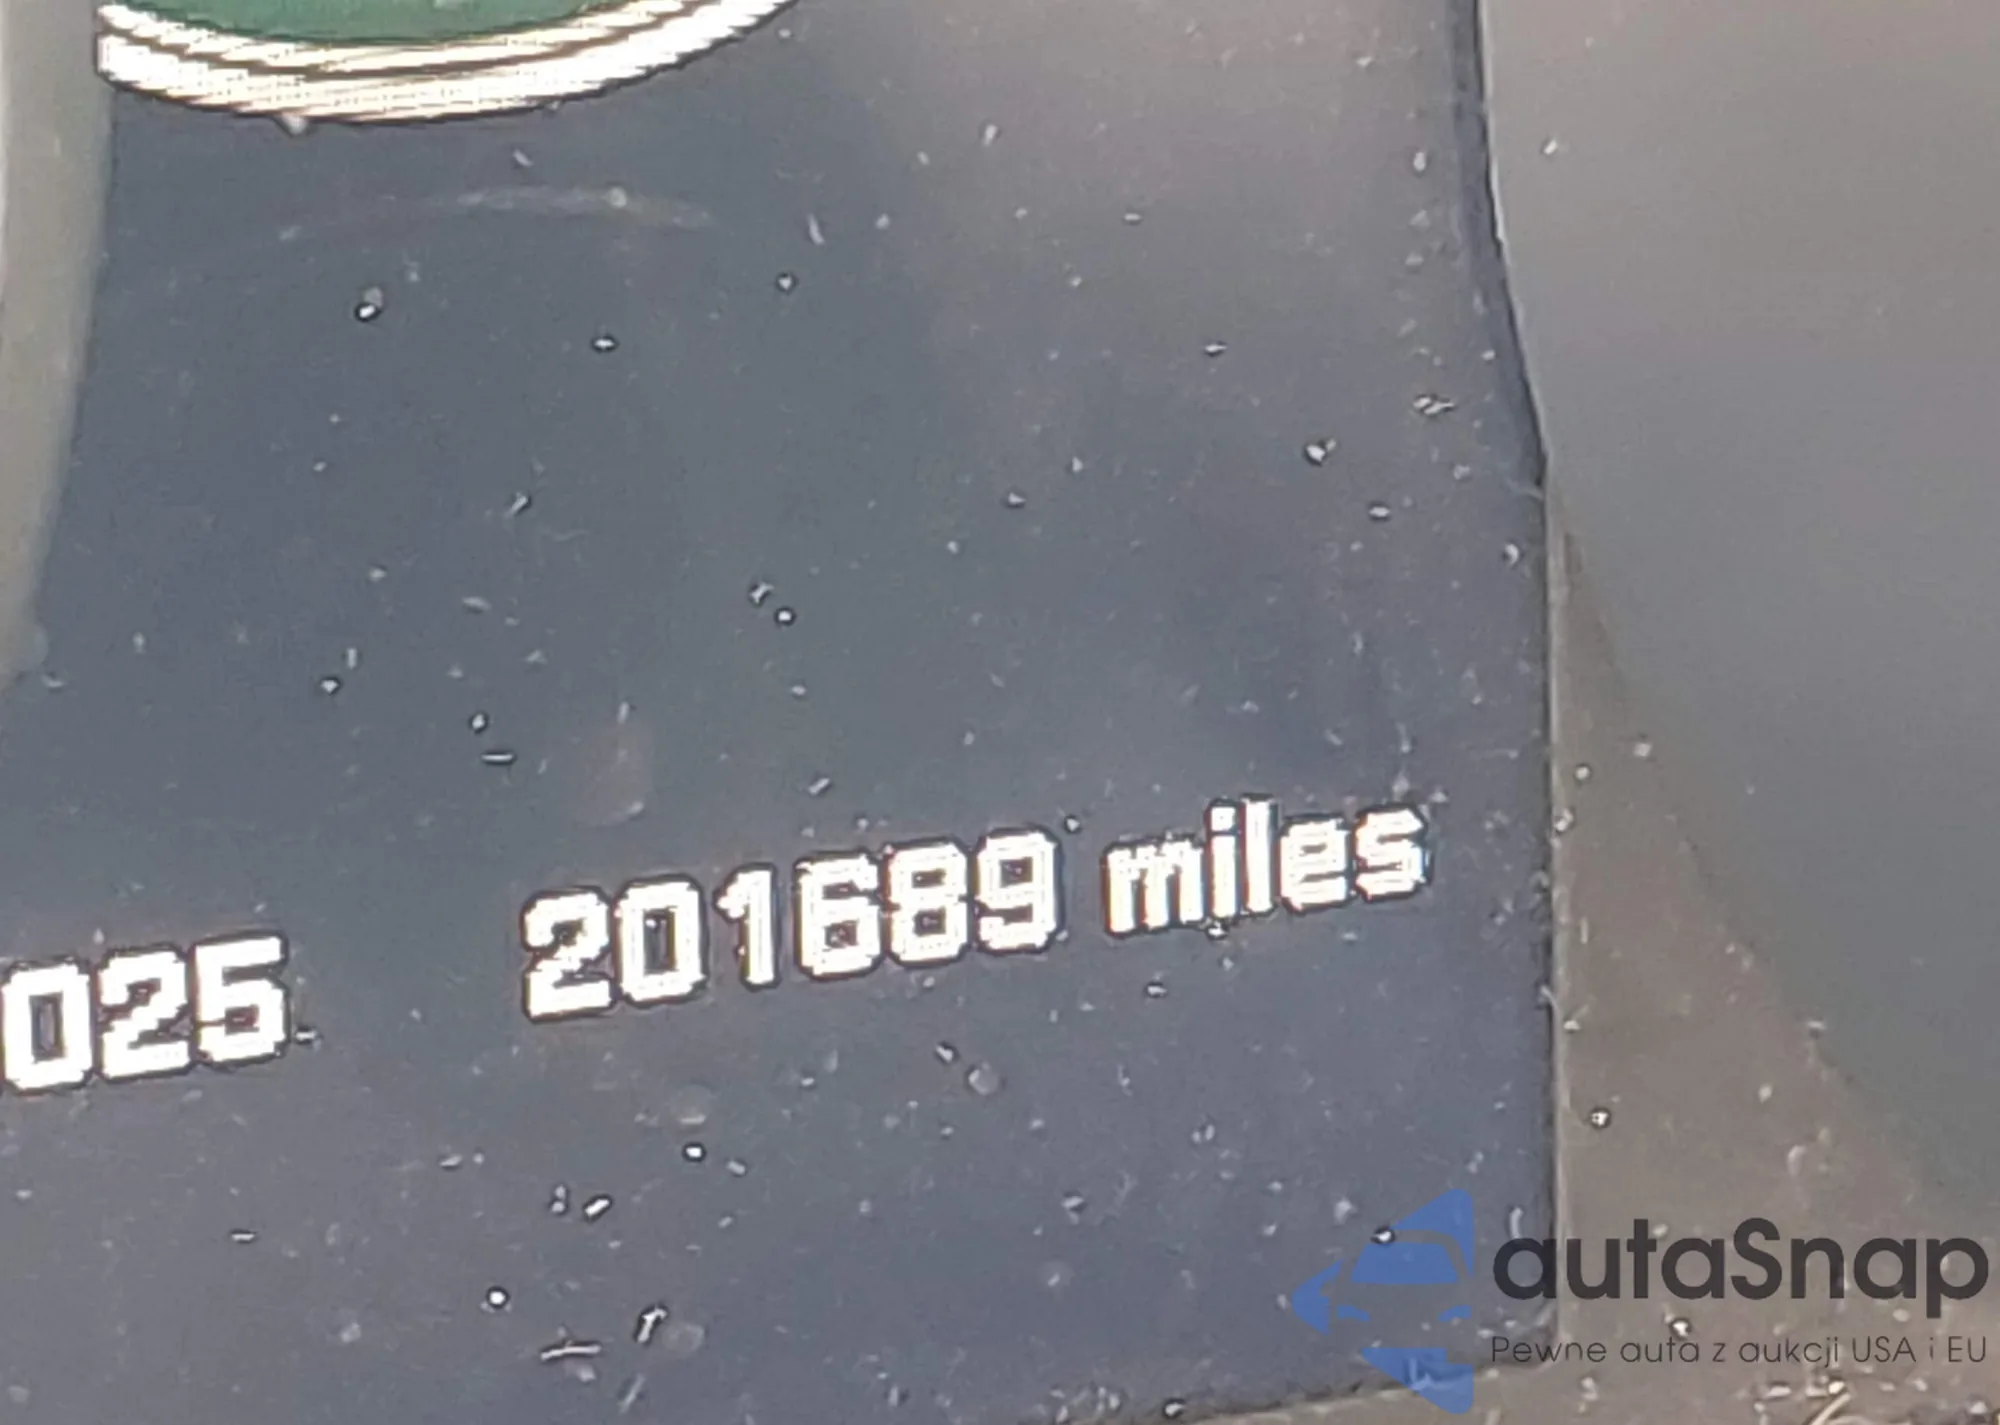 201689 miles
025
autaSnap
Pewne auta z aukcji USA i EU